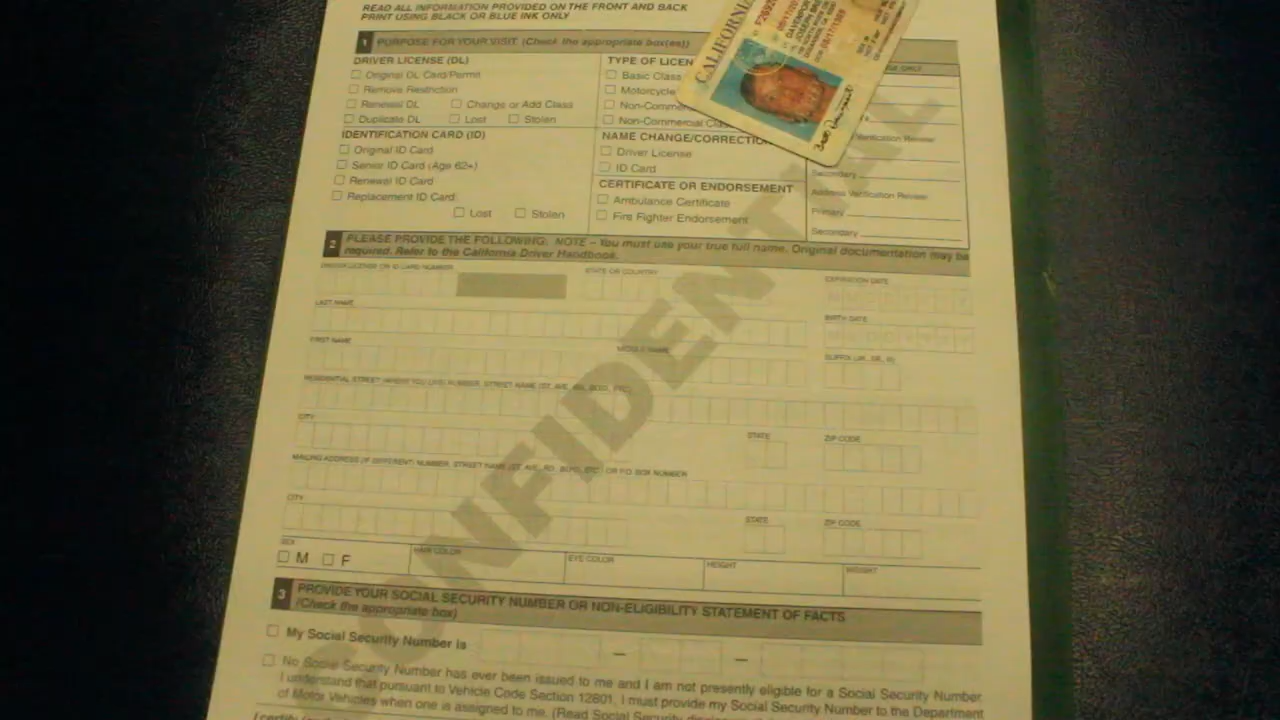 READ ALL INFORMATION PROVIDED ON THE FRONT AND BACK
PRINT USING BLACK OR BLUE INK ONLY
1 PURPOSE FOR YOUR VISIT (Check the appropriate box(es))
DRIVER LICENSE (DL)
Original DL Card/Permit
Remove Restriction
Renewal DL Change or Add Class
Duplicate DL Lost Stolen
IDENTIFICATION CARD (ID)
Original ID Card
Senior ID Card (Age 62+)
Renewal ID Card
Replacement ID Card
Lost Stolen
TYPE OF LICEN
Basic Class
Motorcycle
Non-Commer
Non-Commercial Cla
NAME CHANGE/CORRECTION
Driver License
ID Card
CERTIFICATE OR ENDORSEMENT
Ambulance Certificate
Fire Fighter Endorsement
CALIFORNIA
USE ONLY
Verification Review
Secondary
Address Verification Review
Primary
Secondary
2 PLEASE PROVIDE THE FOLLOWING: NOTE – You must use your true full name. Original documentation may be
required. Refer to the California Driver Handbook.
DRIVER LICENSE OR ID CARD NUMBER STATE OR COUNTRY EXPIRATION DATE
LAST NAME BIRTH DATE
FIRST NAME MIDDLE NAME SUFFIX (JR., SR., III)
RESIDENTIAL STREET (WHERE YOU LIVE) NUMBER, STREET NAME (ST, AVE, RD, BLVD, ETC.)
CITY STATE ZIP CODE
MAILING ADDRESS (IF DIFFERENT) NUMBER, STREET NAME (ST, AVE, RD, BLVD, ETC.) OR P.O. BOX NUMBER
CITY STATE ZIP CODE
SEX HAIR COLOR EYE COLOR HEIGHT WEIGHT
M F
3 PROVIDE YOUR SOCIAL SECURITY NUMBER OR NON-ELIGIBILITY STATEMENT OF FACTS
(Check the appropriate box)
My Social Security Number is – –
No Social Security Number has ever been issued to me and I am not presently eligible for a Social Security Number.
I understand that pursuant to Vehicle Code Section 12801, I must provide my Social Security Number to the Department
of Motor Vehicles when one is assigned to me. (Read Social Security
I certify
CONFIDENTIAL